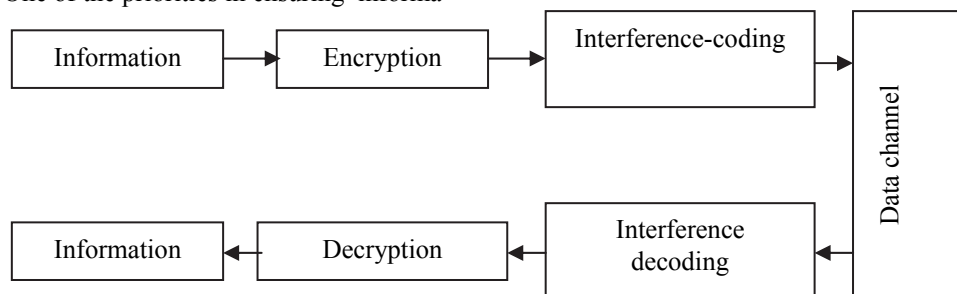 One of the priorities in ensuring informa
Information
Encryption
Interference-coding
Data channel
Information
Decryption
Interference
decoding